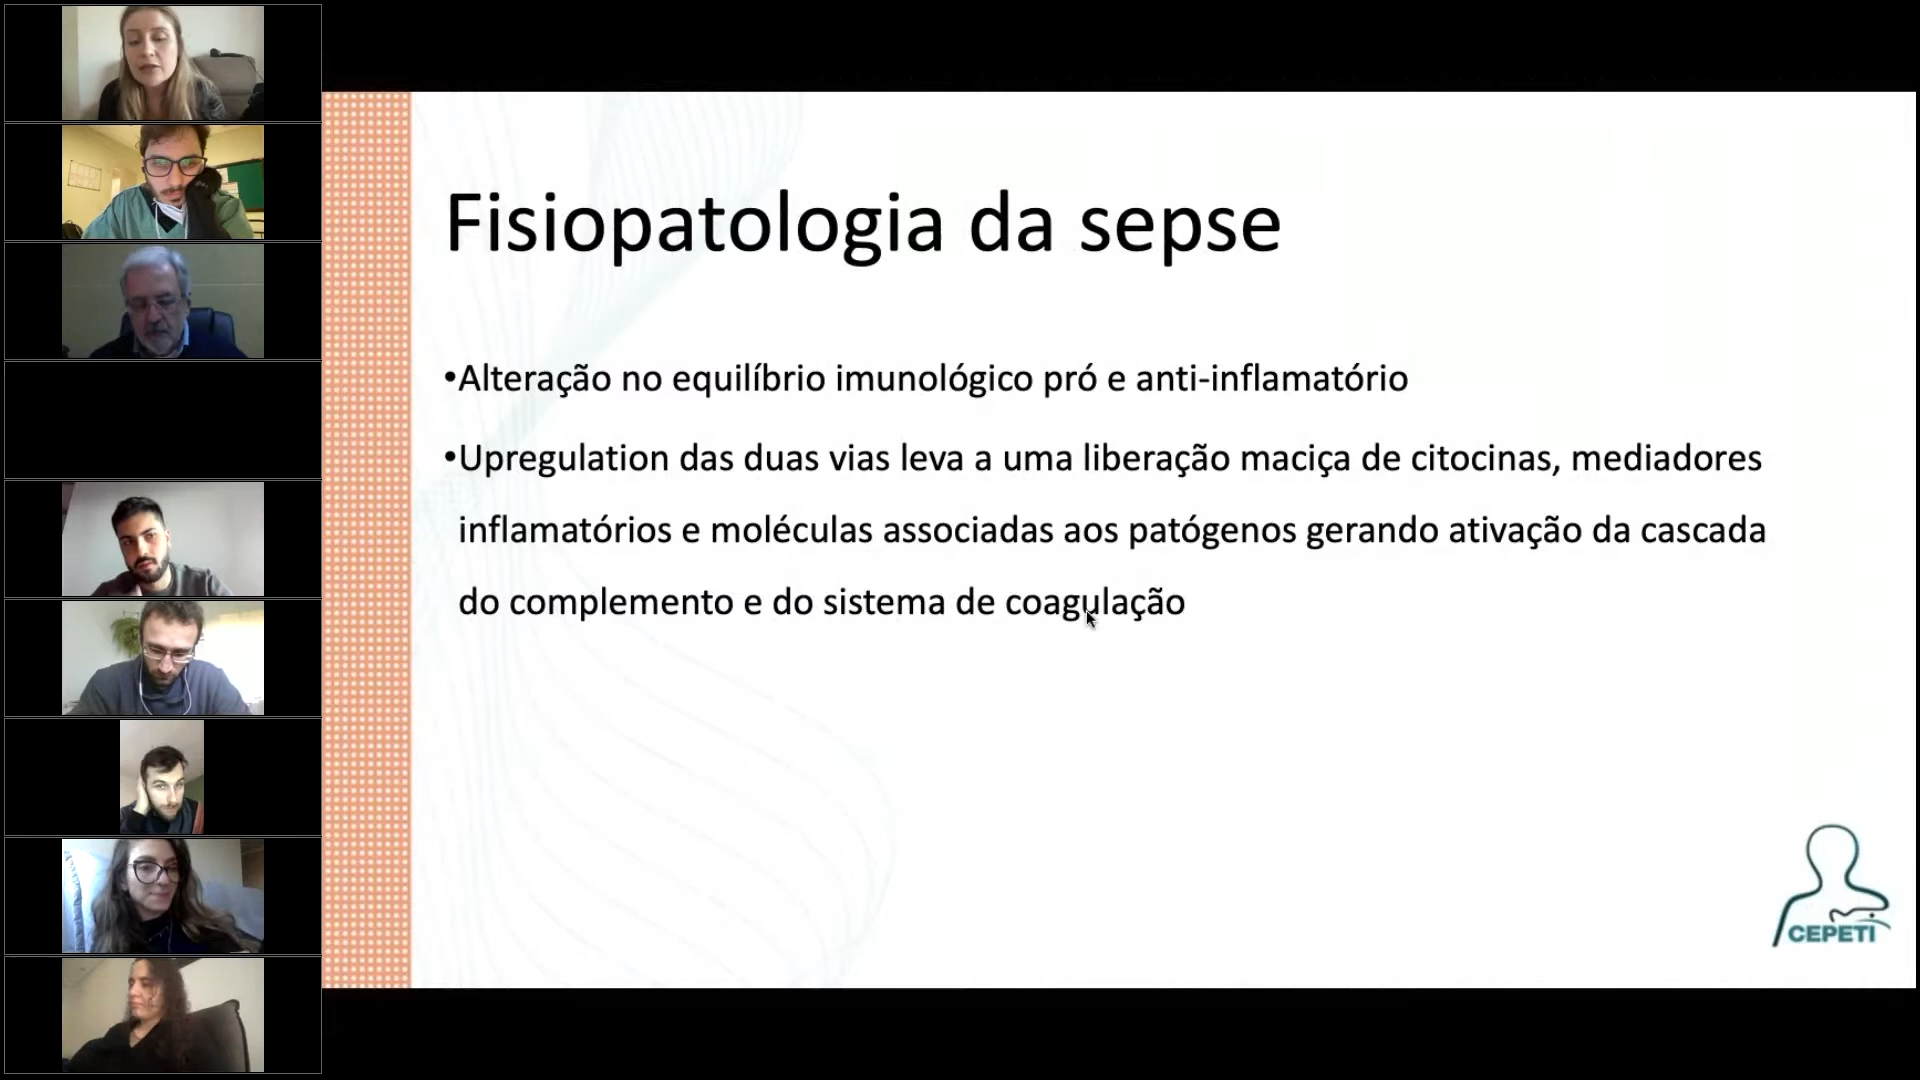 Fisiopatologia da sepse
•Alteração no equilíbrio imunológico pró e anti-inflamatório
•Upregulation das duas vias leva a uma liberação maciça de citocinas, mediadores
inflamatórios e moléculas associadas aos patógenos gerando ativação da cascada
do complemento e do sistema de coagulação
CEPETI